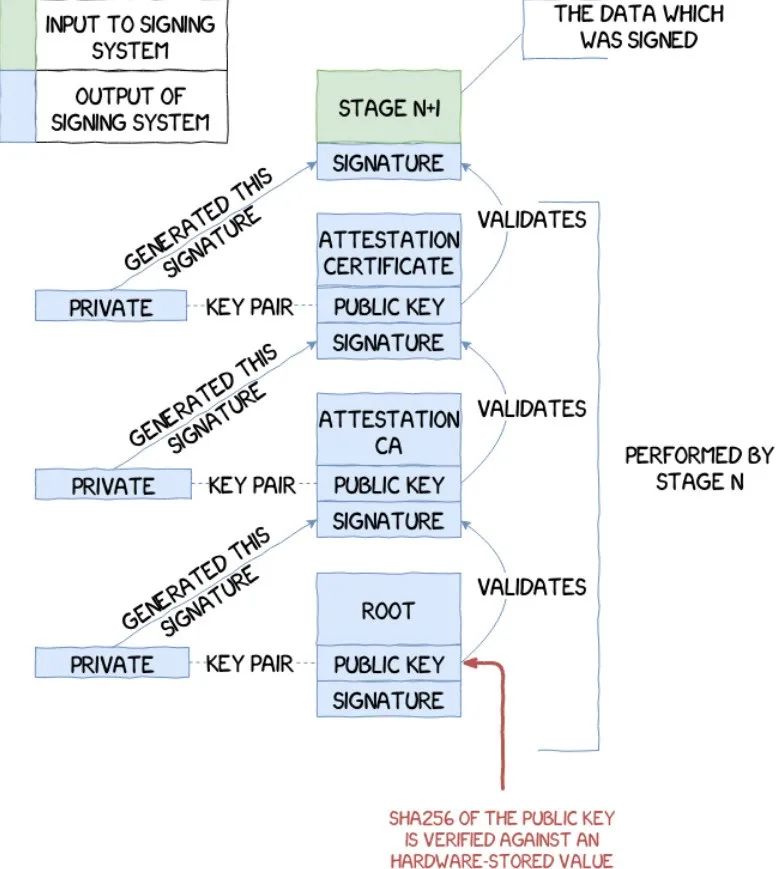 INPUT TO SIGNING
SYSTEM
OUTPUT OF
SIGNING SYSTEM
THE DATA WHICH
WAS SIGNED
STAGE N+1
SIGNATURE
GENERATED THIS
SIGNATURE
VALIDATES
ATTESTATION
CERTIFICATE
PRIVATE
KEY PAIR
PUBLIC KEY
SIGNATURE
GENERATED THIS
SIGNATURE
VALIDATES
ATTESTATION
CA
PERFORMED BY
STAGE N
PRIVATE
KEY PAIR
PUBLIC KEY
SIGNATURE
GENERATED THIS
SIGNATURE
VALIDATES
ROOT
PRIVATE
KEY PAIR
PUBLIC KEY
SIGNATURE
SHA256 OF THE PUBLIC KEY
IS VERIFIED AGAINST AN
HARDWARE-STORED VALUE